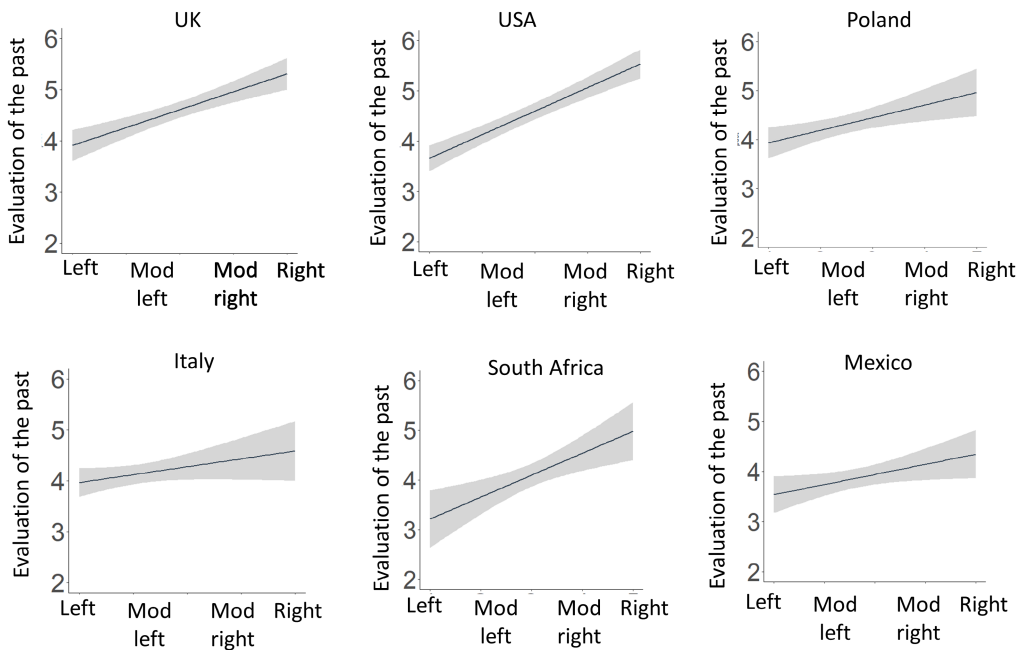 UK
6
5
4
3
2
Evaluation of the past
Left
Mod
left
Mod
right
Right
USA
6
5
4
3
2
Evaluation of the past
Left
Mod
left
Mod
right
Right
Poland
6
5
4
3
2
Evaluation of the past
Left
Mod
left
Mod
right
Right
Italy
6
5
4
3
2
Evaluation of the past
Left
Mod
left
Mod
right
Right
South Africa
6
5
4
3
2
Evaluation of the past
Left
Mod
left
Mod
right
Right
Mexico
6
5
4
3
2
Evaluation of the past
Left
Mod
left
Mod
right
Right